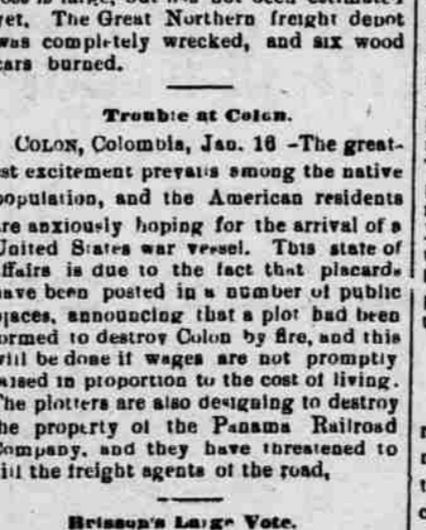 yet. The Great Northern freight depot
was completely wrecked, and six wood
cars burned.
Trouble at Colon.
COLON, Colombia, Jan. 16 -The great-
est excitement prevails among the native
population, and the American residents
are anxiously hoping for the arrival of a
United States war vessel. This state of
affairs is due to the fact that placards
have been posted in a number of public
places, announcing that a plot had been
formed to destroy Colon by fire, and this
will be done if wages are not promptly
raised in proportion to the cost of living.
The plotters are also designing to destroy
the property of the Panama Railroad
Company, and they have threatened to
kill the freight agents of the road,
Brisson's Large Vote.